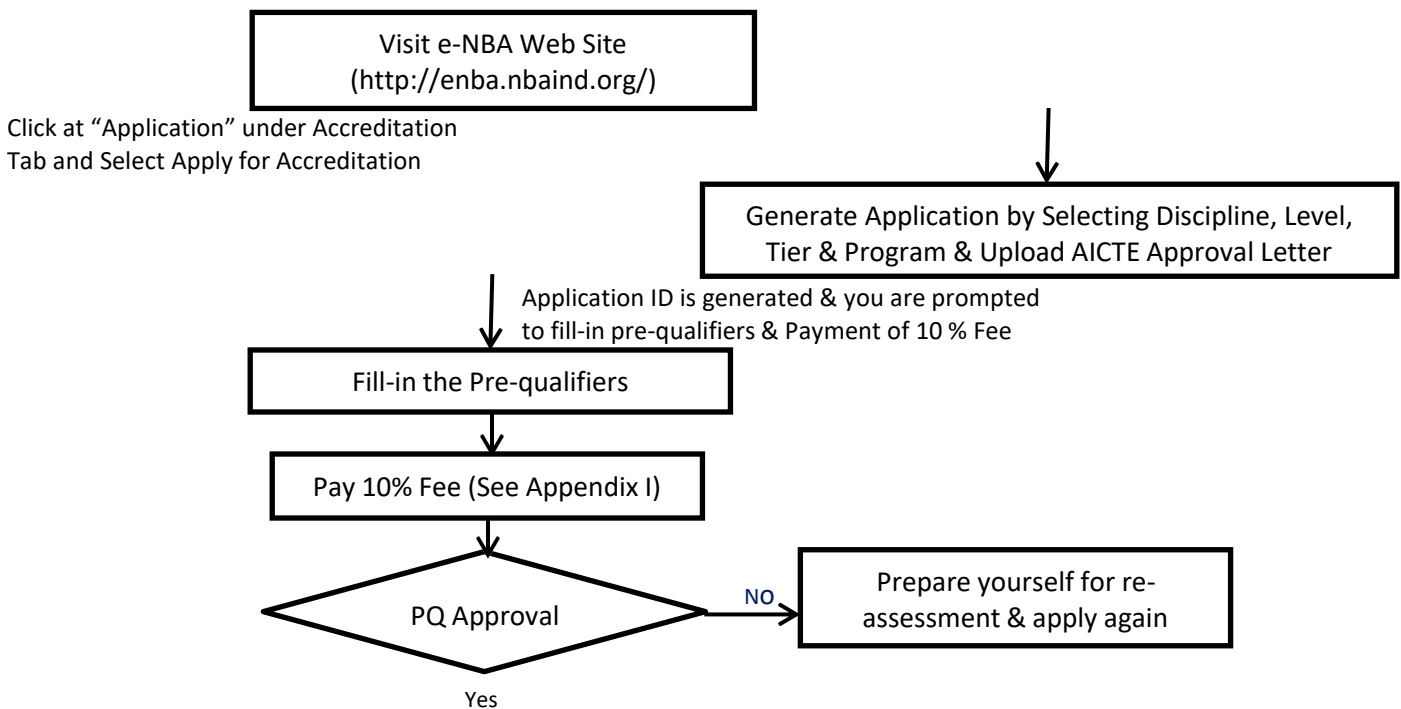 Visit e-NBA Web Site
(http://enba.nbaind.org/)
Click at “Application” under Accreditation
Tab and Select Apply for Accreditation
Generate Application by Selecting Discipline, Level,
Tier & Program & Upload AICTE Approval Letter
Application ID is generated & you are prompted
to fill-in pre-qualifiers & Payment of 10 % Fee
Fill-in the Pre-qualifiers
Pay 10% Fee (See Appendix I)
PQ Approval
NO
Prepare yourself for re-
assessment & apply again
Yes